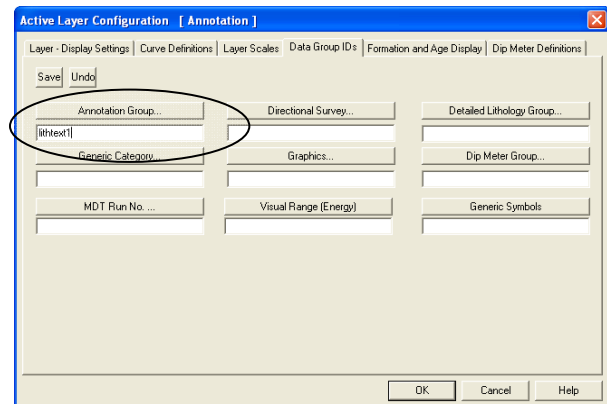 Active Layer Configuration [ Annotation ]
Layer - Display Settings Curve Definitions Layer Scales Data Group IDs Formation and Age Display Dip Meter Definitions
Save Undo
Annotation Group... Directional Survey... Detailed Lithology Group...
lithtext1
Generic Category... Graphics... Dip Meter Group...
MDT Run No. ... Visual Range (Energy) Generic Symbols
OK Cancel Help